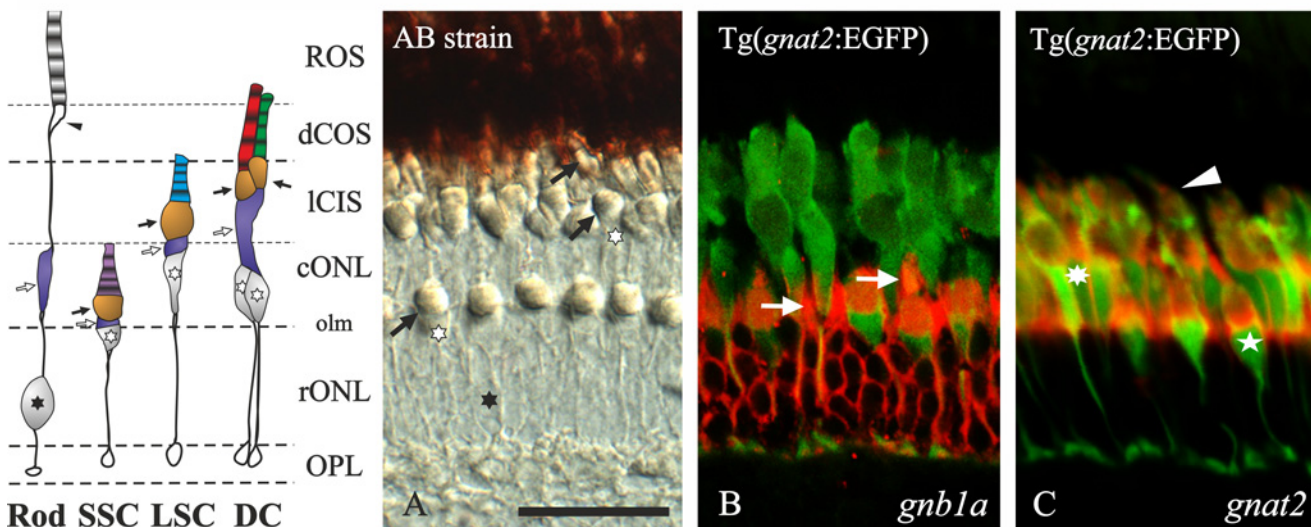 ROS
dCOS
lCIS
cONL
olm
rONL
OPL
Rod SSC LSC DC
AB strain
A
Tg(gnat2:EGFP)
B gnb1a
Tg(gnat2:EGFP)
C gnat2